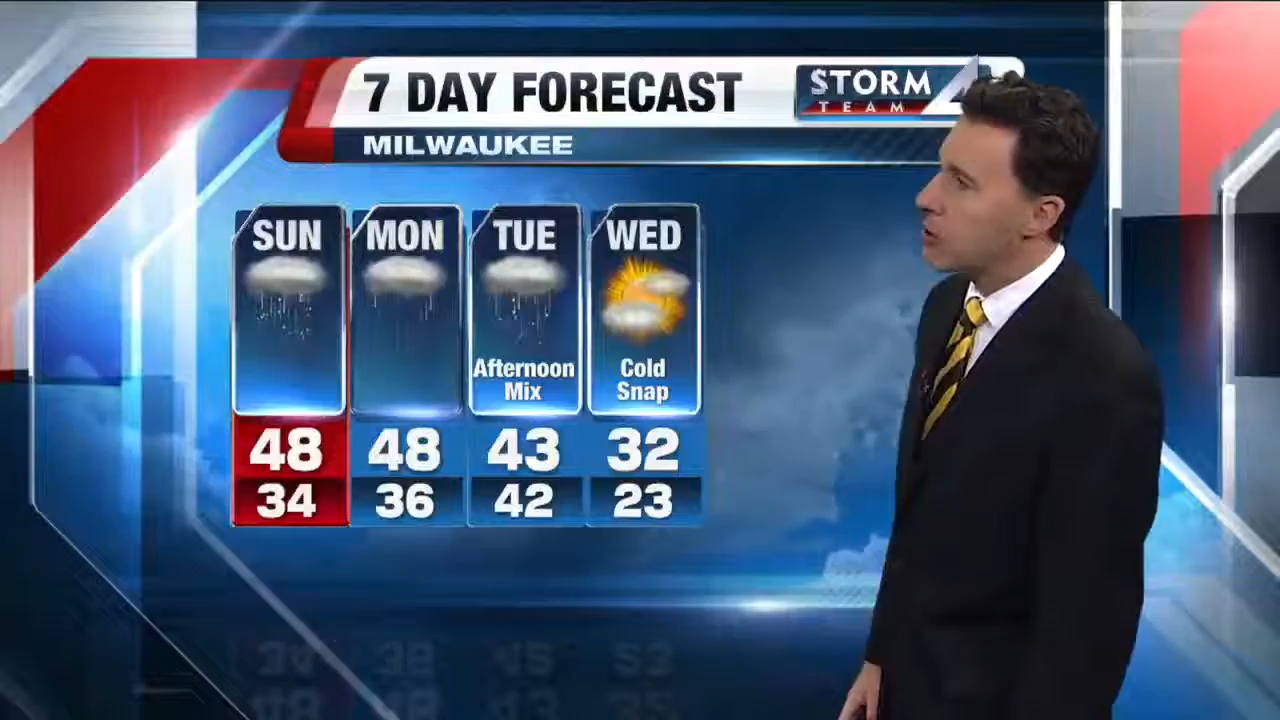 7 DAY FORECAST
STORM 4
TEAM
MILWAUKEE
SUN MON TUE WED
Afternoon Mix
Cold Snap
48 48 43 32
34 36 42 23